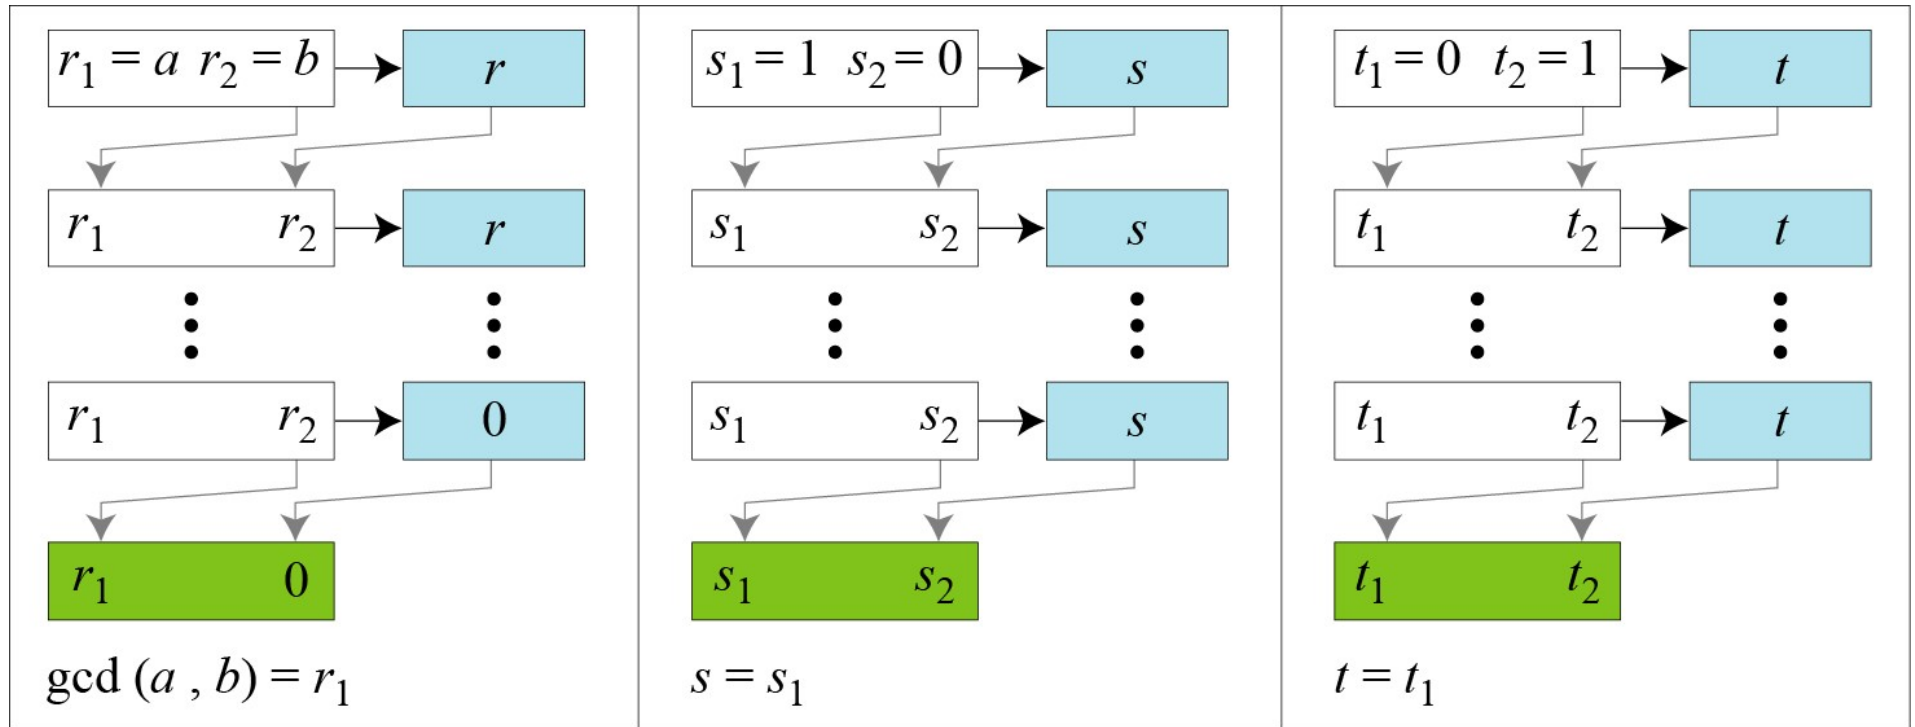 r₁ = a r₂ = b r
r₁ r₂ r
r₁ r₂ 0
r₁ 0
gcd (a , b) = r₁
s₁ = 1 s₂ = 0 s
s₁ s₂ s
s₁ s₂ s
s₁ s₂
s = s₁
t₁ = 0 t₂ = 1 t
t₁ t₂ t
t₁ t₂ t
t₁ t₂
t = t₁